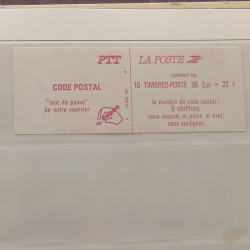 PTT
CODE POSTAL
"mot de passe"
de votre courrier
LA POSTE
CARNET DE
10 TIMBRES-POSTE DE 2,20 = 22 F
le numéro de code postal :
5 chiffres,
sans espace, ni point, ni tiret,
sans souligner.